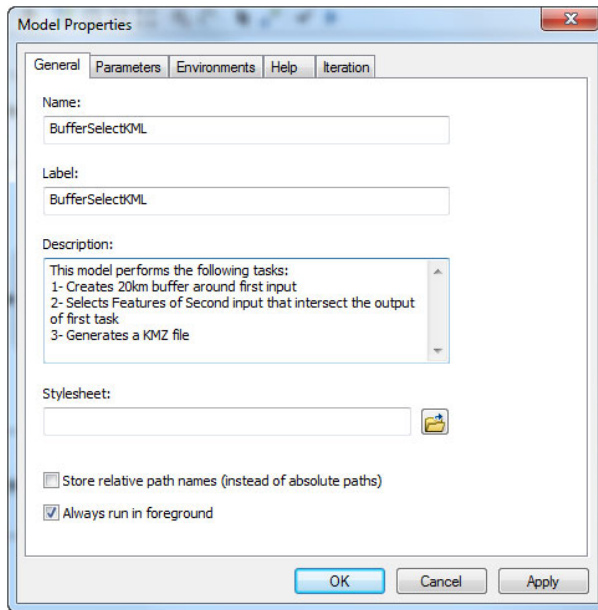 Model Properties
General Parameters Environments Help Iteration
Name:
BufferSelectKML
Label:
BufferSelectKML
Description:
This model performs the following tasks:
1- Creates 20km buffer around first input
2- Selects Features of Second input that intersect the output
of first task
3- Generates a KMZ file
Stylesheet:
Store relative path names (instead of absolute paths)
Always run in foreground
OK Cancel Apply